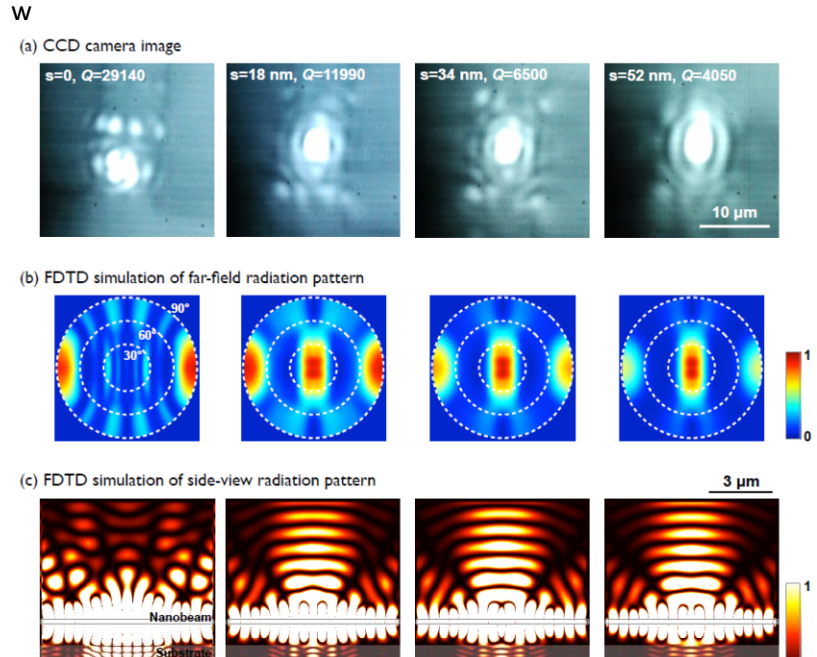 w
(a) CCD camera image
s=0, Q=29140
s=18 nm, Q=11990
s=34 nm, Q=6500
s=52 nm, Q=4050
10 µm
(b) FDTD simulation of far-field radiation pattern
90°
60°
30°
1
0
(c) FDTD simulation of side-view radiation pattern
3 µm
1
Nanobeam
Substrate